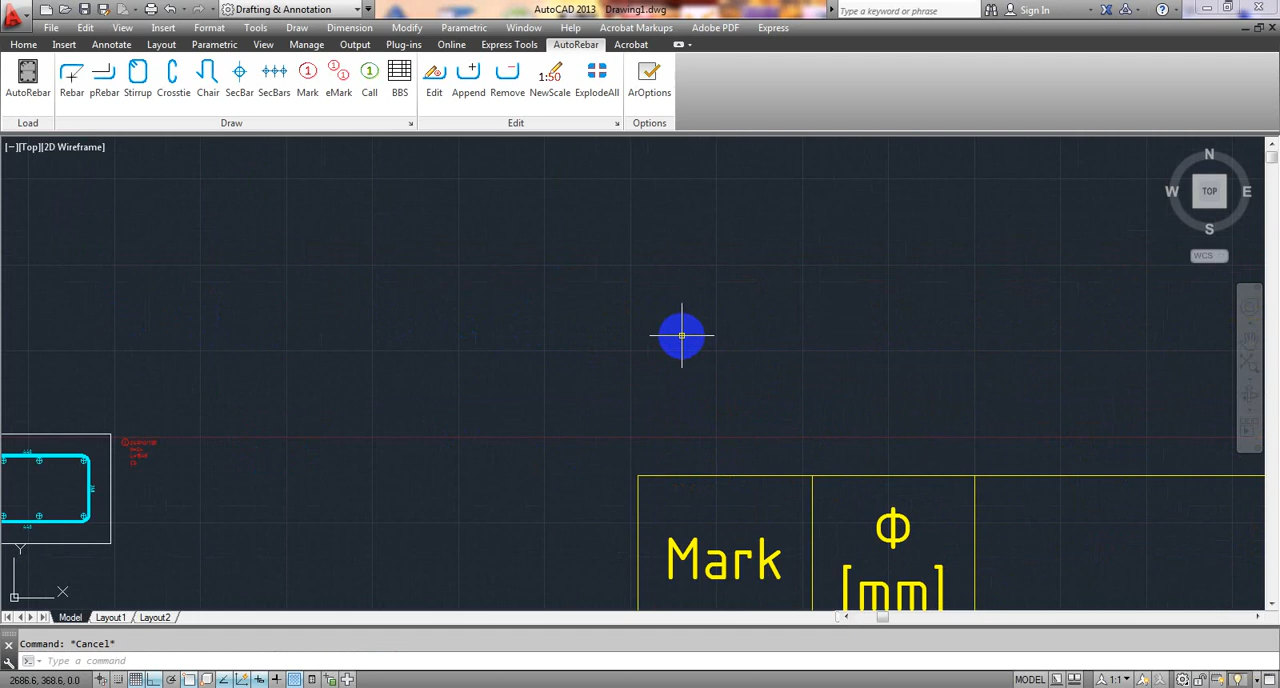 Drafting & Annotation
AutoCAD 2013 Drawing1.dwg
Type a keyword or phrase
Sign In
File Edit View Insert Format Tools Draw Dimension Modify Parametric Window Help Acrobat Markups Adobe PDF Express
Home Insert Annotate Layout Parametric View Manage Output Plug-ins Online Express Tools AutoRebar Acrobat
1 1 1 1 1:50
AutoRebar Rebar pRebar Stirrup Crosstie Chair SecBar SecBars Mark eMark Call BBS Edit Append Remove NewScale ExplodeAll ArOptions
Load Draw Edit Options
[−][Top][2D Wireframe]
N
W TOP E
S
WCS
Mark
Φ
[mm]
Y
X
Model Layout1 Layout2
Command: *Cancel*
Type a command
2686.6, 368.6, 0.0
MODEL
1:1